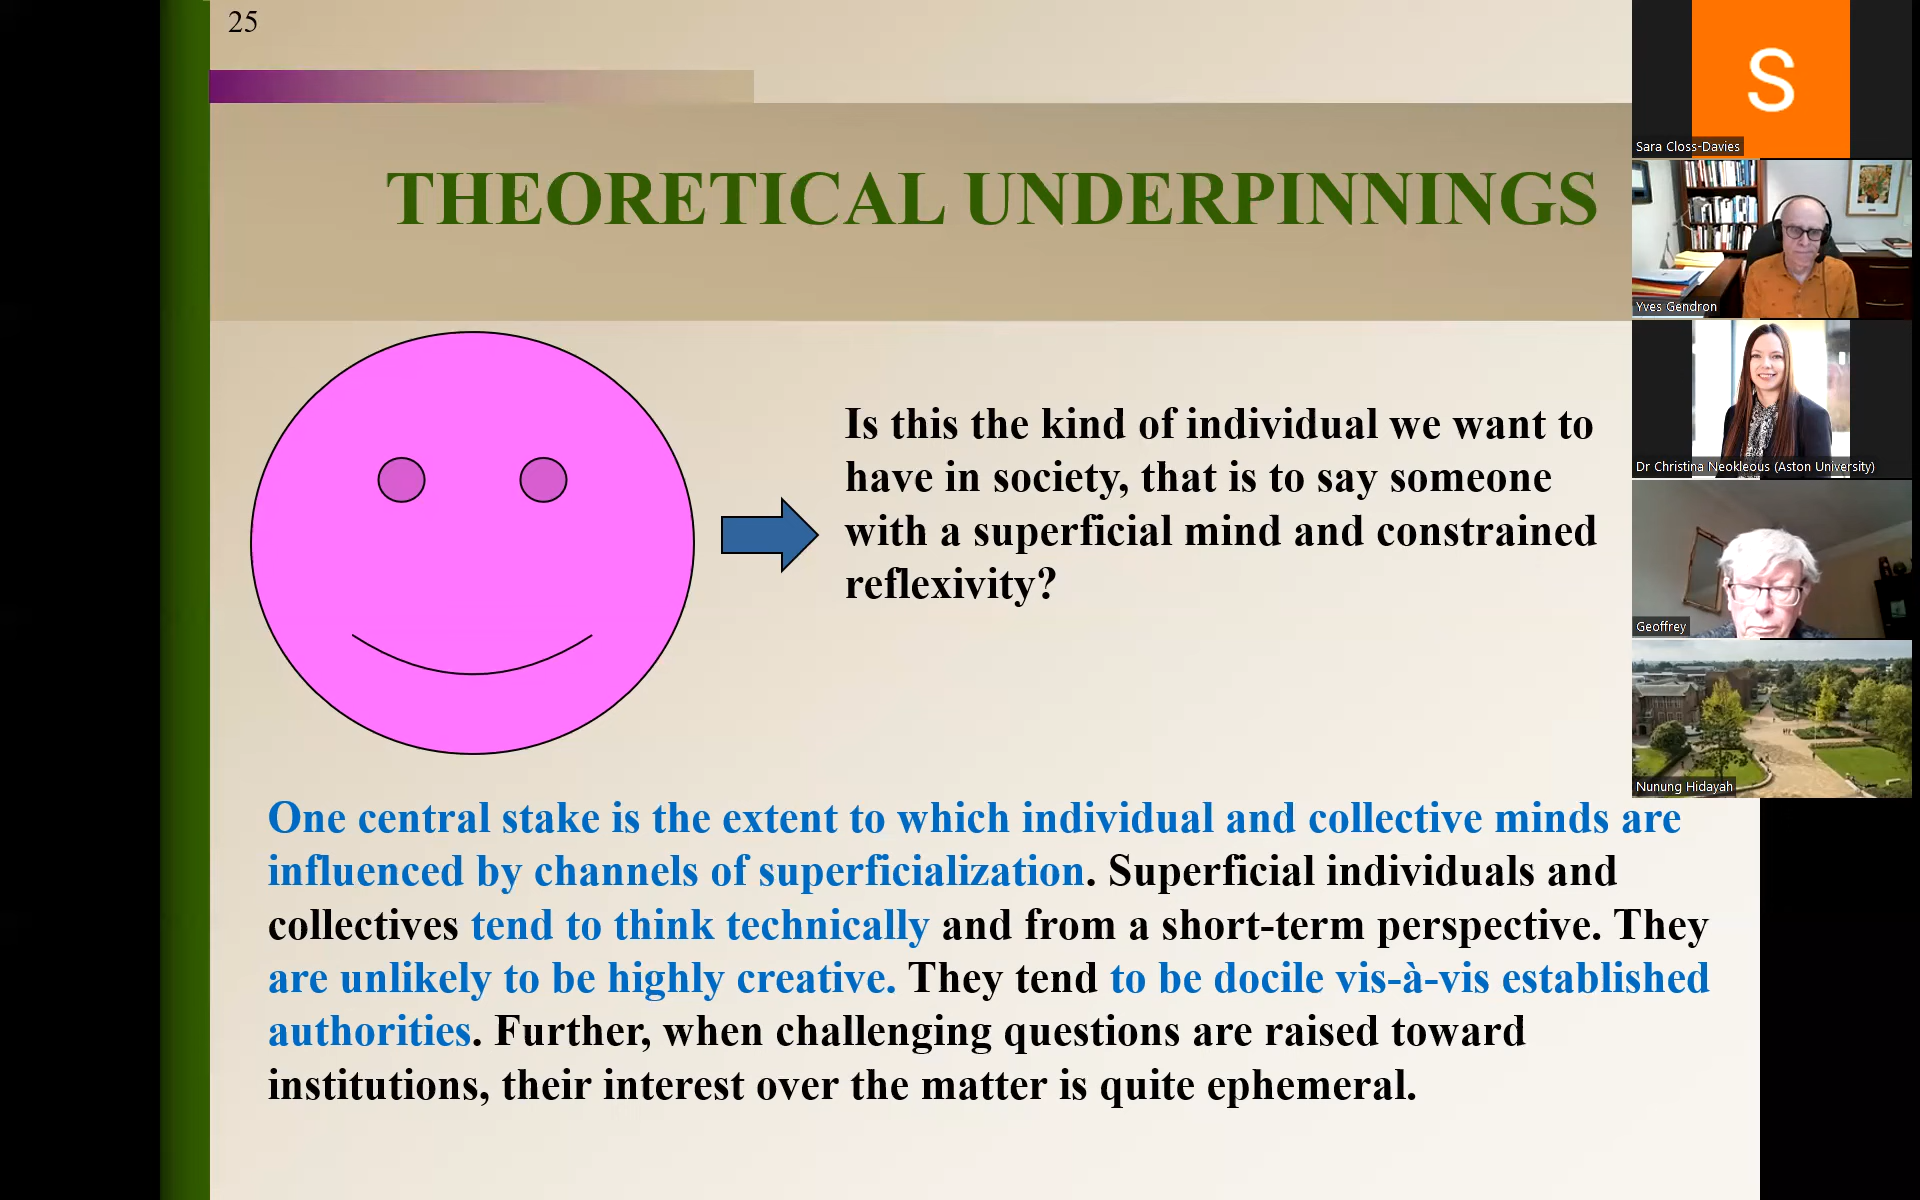 25
THEORETICAL UNDERPINNINGS
Is this the kind of individual we want to
have in society, that is to say someone
with a superficial mind and constrained
reflexivity?
One central stake is the extent to which individual and collective minds are
influenced by channels of superficialization. Superficial individuals and
collectives tend to think technically and from a short-term perspective. They
are unlikely to be highly creative. They tend to be docile vis-à-vis established
authorities. Further, when challenging questions are raised toward
institutions, their interest over the matter is quite ephemeral.
S
Sara Closs-Davies
Yves Gendron
Dr Christina Neokleous (Aston University)
Geoffrey
Nunung Hidayah